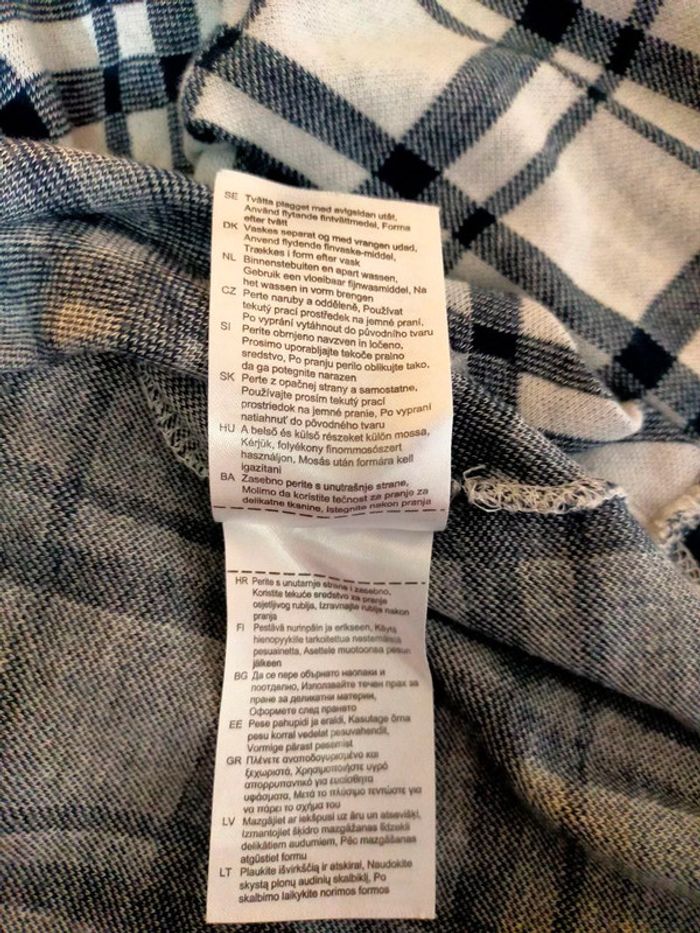 SE Tvätta plagget med avigsidan utåt,
Använd flytande fintvättmedel, Forma
efter tvätt
DK Vaskes separat og med vrangen udad,
Anvend flydende finvaske-middel,
Trækkes i form efter vask
NL Binnenstebuiten en apart wassen,
Gebruik een vloeibaar fijnwasmiddel, Na
het wassen in vorm brengen
CZ Perte naruby a odděleně, Používat
tekutý prací prostředek na jemné praní,
Po vyprání vytáhnout do původního tvaru
SI Perite obrnjeno navzven in ločeno,
Prosimo uporabljajte tekoče pralno
sredstvo, Po pranju perilo oblikujte tako,
da ga potegnite narazen
SK Perte z opačnej strany a samostatne,
Používajte prosím tekutý prací
prostriedok na jemné pranie, Po vypraní
natiahnuť do pôvodného tvaru
HU A belső és külső részeket külön mossa,
Kérjük, folyékony finommosószert
használjon, Mosás után formára kell
igazítani
BA Zasebno perite s unutrašnje strane,
Molimo da koristite tečnost za pranje za
delikatne tkanine, Istegnite nakon pranja
HR Perite s unutarnje strane i zasebno,
Koristite tekuće sredstvo za pranje
osjetljivog rublja, Izravnajte rublje nakon
pranja
FI Pestävä nurinpäin ja erikseen, Käytä
hienopyykille tarkoitettua nestemäistä
pesuainetta, Asettele muotoonsa pesun
jälkeen
BG Да се пере обърнато наопаки и
поотделно, Използвайте течен прах за
пране за деликатни материи,
Оформете след прането
EE Pese pahupidi ja eraldi, Kasutage õrna
pesu korral vedelat pesuvahendit,
Vormige pärast pesemist
GR Πλένετε αναποδογυρισμένο και
ξεχωριστά, Χρησιμοποιήστε υγρό
απορρυπαντικό για ευαίσθητα
υφάσματα, Μετά το πλύσιμο τεντώστε για
να πάρει το σχήμα του
LV Mazgājiet ar iekšpusi uz āru un atsevišķi,
Izmantojiet šķidro mazgāšanas līdzekli
delikātiem audumiem, Pēc mazgāšanas
atgūstiet formu
LT Plaukite išvirkščią ir atskirai, Naudokite
skystą plonų audinių skalbiklį, Po
skalbimo laikykite norimos formos